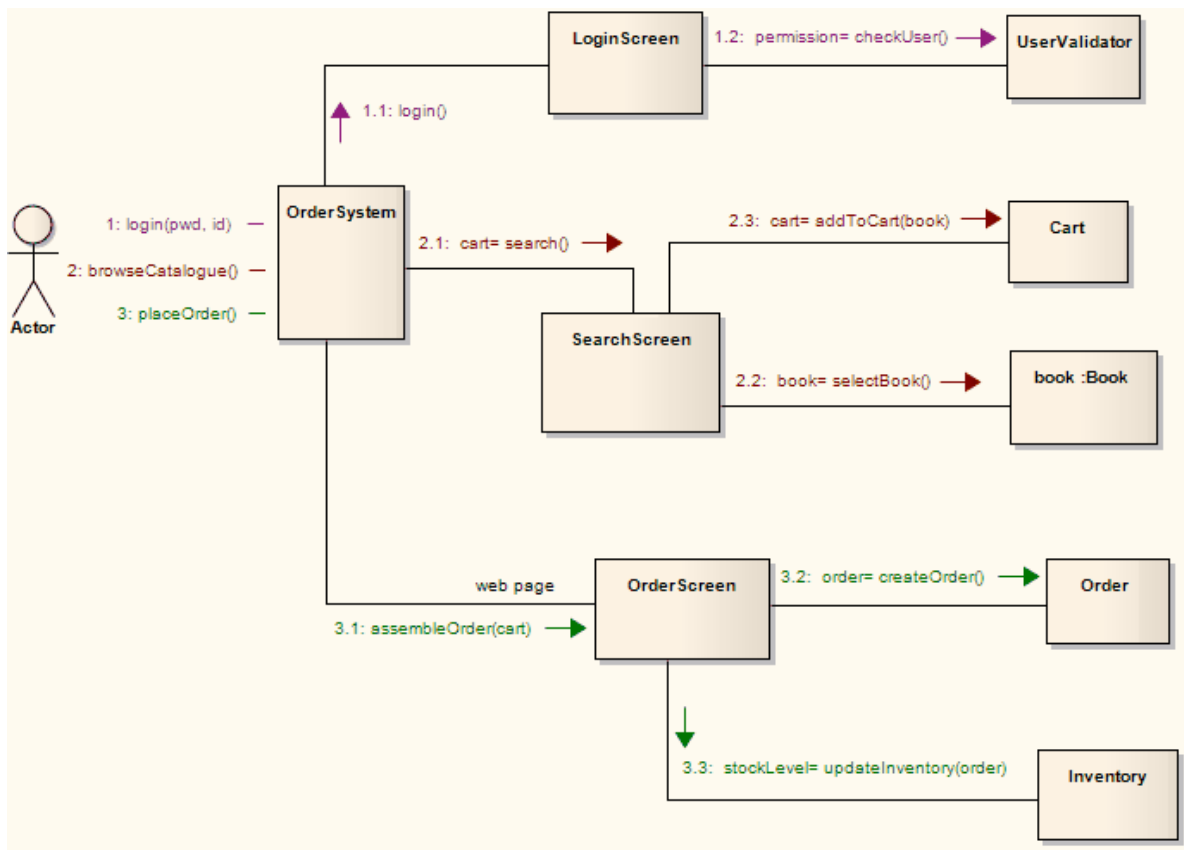 LoginScreen
1.2: permission= checkUser()
UserValidator
1.1: login()
OrderSystem
1: login(pwd, id)
2: browseCatalogue()
3: placeOrder()
Actor
2.1: cart= search()
2.3: cart= addToCart(book)
Cart
SearchScreen
2.2: book= selectBook()
book :Book
web page
3.1: assembleOrder(cart)
OrderScreen
3.2: order= createOrder()
Order
3.3: stockLevel= updateInventory(order)
Inventory